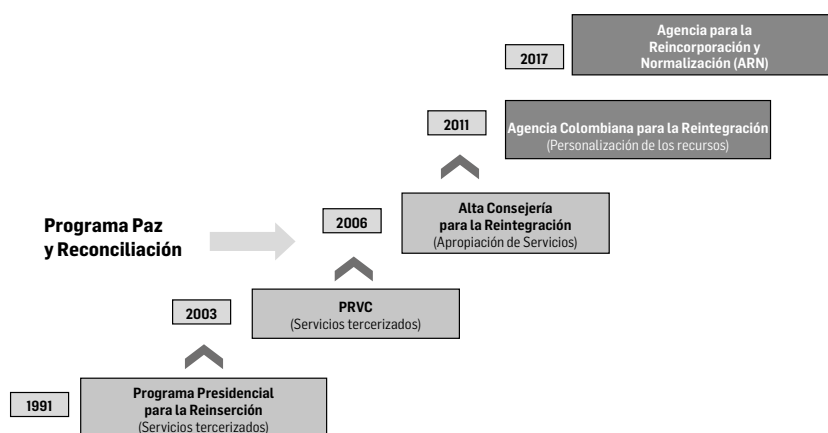 Agencia para la
Reincorporación y
Normalización (ARN)
2017
2011
Agencia Colombiana para la Reintegración
(Personalización de los recursos)
Alta Consejería
para la Reintegración
(Apropiación de Servicios)
2006
Programa Paz
y Reconciliación
PRVC
(Servicios tercerizados)
2003
Programa Presidencial
para la Reinserción
(Servicios tercerizados)
1991